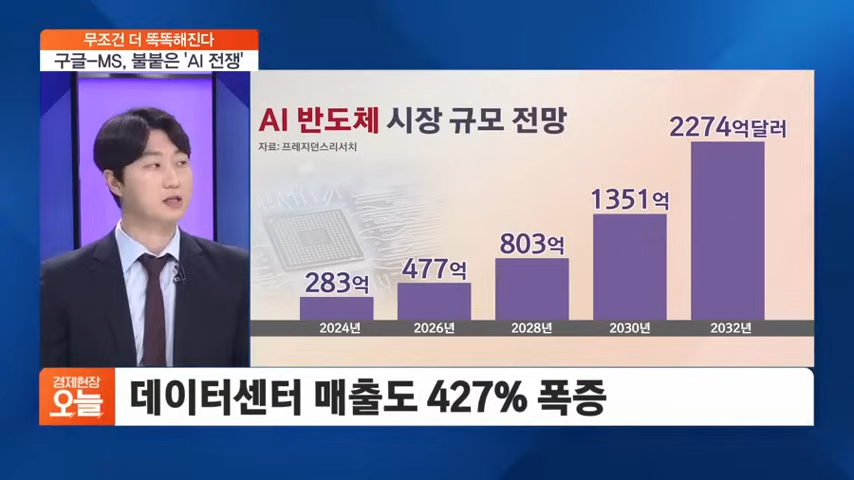 무조건 더 똑똑해진다
구글-MS, 불붙은 'AI 전쟁'
AI 반도체 시장 규모 전망
자료: 프레지던스리서치
283억
477억
803억
1351억
2274억달러
2024년
2026년
2028년
2030년
2032년
경제현장
오늘
데이터센터 매출도 427% 폭증